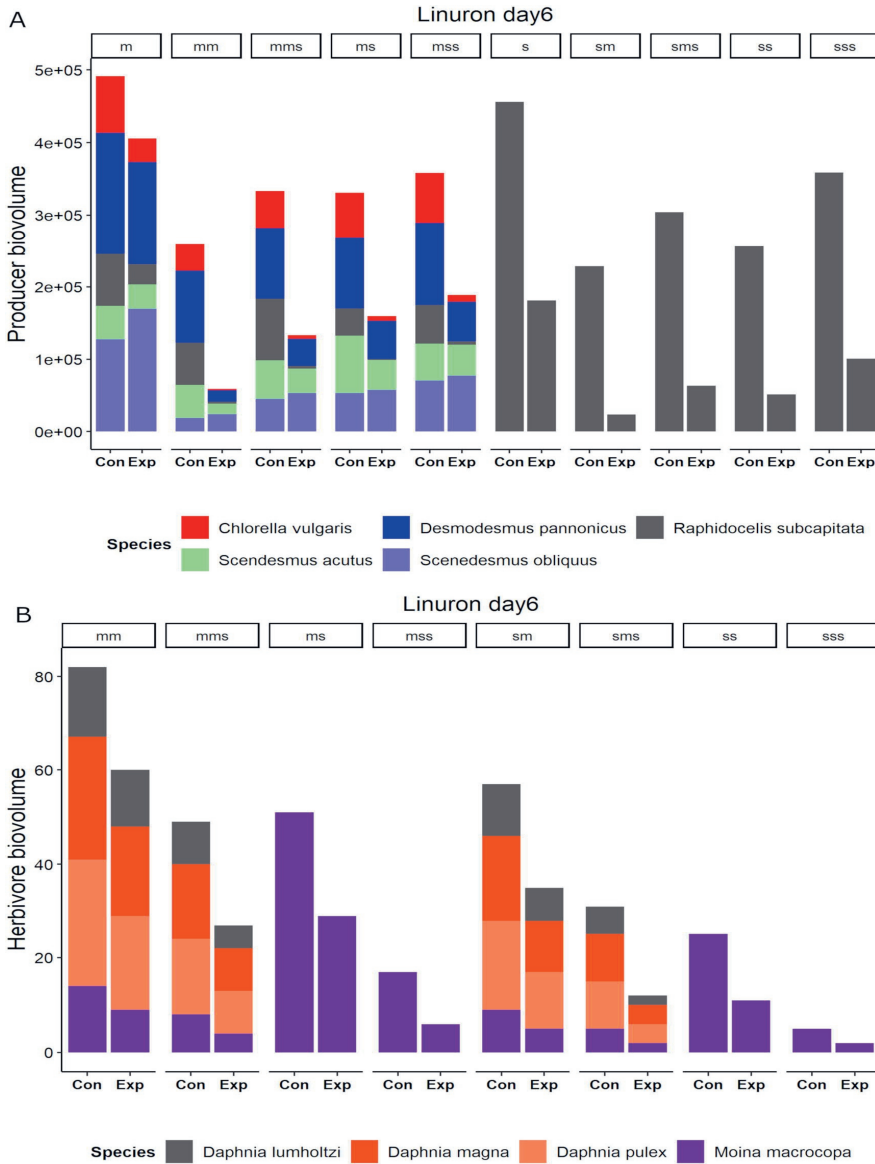 A
Linuron day6
m mm mms ms mss s sm sms ss sss
Producer biovolume
5e+05
4e+05
3e+05
2e+05
1e+05
0e+00
Con Exp Con Exp Con Exp Con Exp Con Exp Con Exp Con Exp Con Exp Con Exp Con Exp
Species
Chlorella vulgaris Desmodesmus pannonicus Raphidocelis subcapitata
Scendesmus acutus Scenedesmus obliquus
B
Linuron day6
mm mms ms mss sm sms ss sss
Herbivore biovolume
80
60
40
20
0
Con Exp Con Exp Con Exp Con Exp Con Exp Con Exp Con Exp Con Exp
Species Daphnia lumholtzi Daphnia magna Daphnia pulex Moina macrocopa